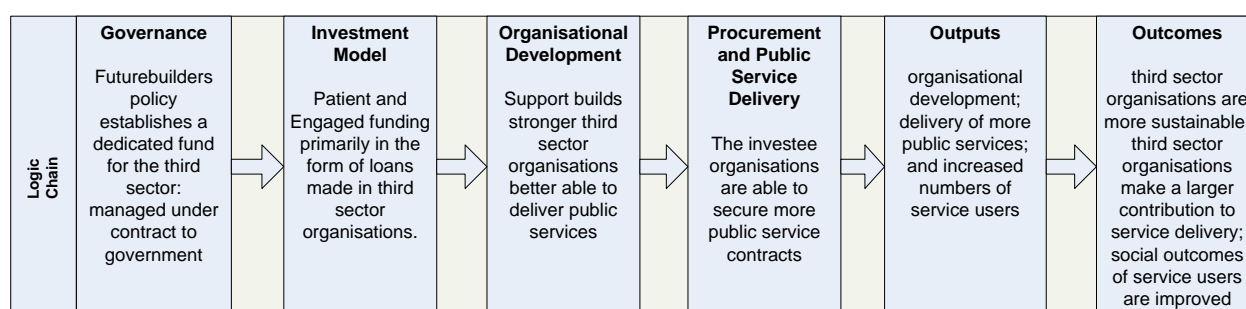 Logic
Chain
Governance
Futurebuilders
policy
establishes a
dedicated fund
for the third
sector:
managed under
contract to
government
Investment
Model
Patient and
Engaged funding
primarily in the
form of loans
made in third
sector
organisations.
Organisational
Development
Support builds
stronger third
sector
organisations
better able to
deliver public
services
Procurement
and Public
Service
Delivery
The investee
organisations
are able to
secure more
public service
contracts
Outputs
organisational
development;
delivery of more
public services;
and increased
numbers of
service users
Outcomes
third sector
organisations are
more sustainable
third sector
organisations
make a larger
contribution to
service delivery;
social outcomes
of service users
are improved